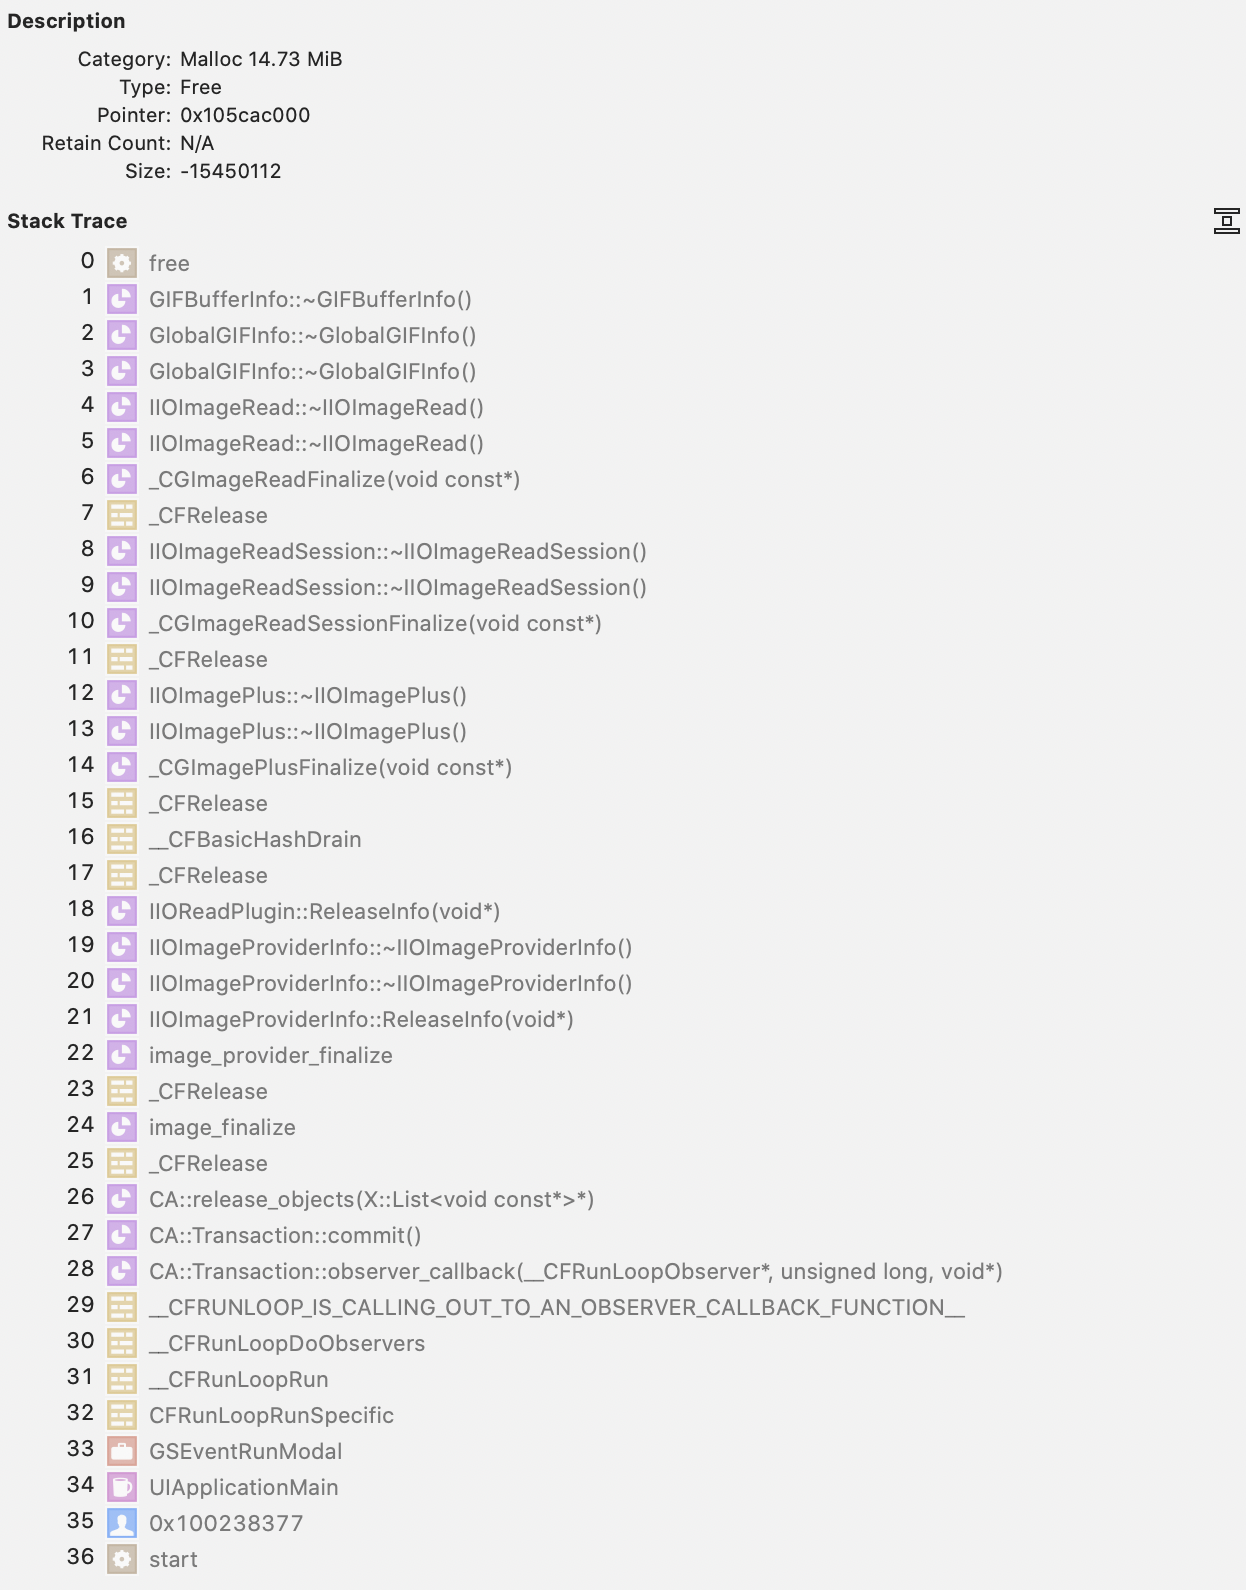 Description
Category: Malloc 14.73 MiB
Type: Free
Pointer: 0x105cac000
Retain Count: N/A
Size: -15450112
Stack Trace
0 free
1 GIFBufferInfo::~GIFBufferInfo()
2 GlobalGIFInfo::~GlobalGIFInfo()
3 GlobalGIFInfo::~GlobalGIFInfo()
4 IIOImageRead::~IIOImageRead()
5 IIOImageRead::~IIOImageRead()
6 _CGImageReadFinalize(void const*)
7 _CFRelease
8 IIOImageReadSession::~IIOImageReadSession()
9 IIOImageReadSession::~IIOImageReadSession()
10 _CGImageReadSessionFinalize(void const*)
11 _CFRelease
12 IIOImagePlus::~IIOImagePlus()
13 IIOImagePlus::~IIOImagePlus()
14 _CGImagePlusFinalize(void const*)
15 _CFRelease
16 __CFBasicHashDrain
17 _CFRelease
18 IIOReadPlugin::ReleaseInfo(void*)
19 IIOImageProviderInfo::~IIOImageProviderInfo()
20 IIOImageProviderInfo::~IIOImageProviderInfo()
21 IIOImageProviderInfo::ReleaseInfo(void*)
22 image_provider_finalize
23 _CFRelease
24 image_finalize
25 _CFRelease
26 CA::release_objects(X::List<void const*>*)
27 CA::Transaction::commit()
28 CA::Transaction::observer_callback(__CFRunLoopObserver*, unsigned long, void*)
29 __CFRUNLOOP_IS_CALLING_OUT_TO_AN_OBSERVER_CALLBACK_FUNCTION__
30 __CFRunLoopDoObservers
31 __CFRunLoopRun
32 CFRunLoopRunSpecific
33 GSEventRunModal
34 UIApplicationMain
35 0x100238377
36 start